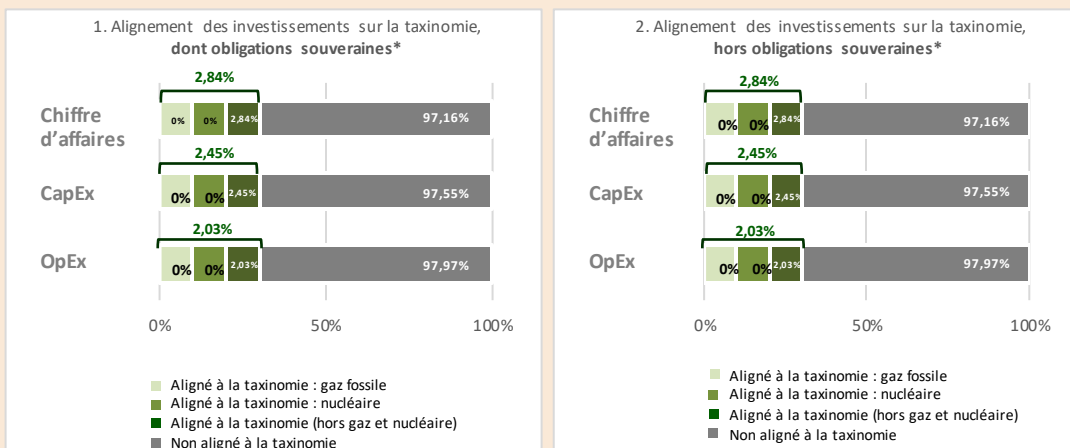 1. Alignement des investissements sur la taxinomie,
dont obligations souveraines*
2,84%
Chiffre d'affaires
0% 0% 2,84% 97,16%
2,45%
CapEx
0% 0% 2,45% 97,55%
2,03%
OpEx
0% 0% 2,03% 97,97%
0% 50% 100%
Aligné à la taxinomie : gaz fossile
Aligné à la taxinomie : nucléaire
Aligné à la taxinomie (hors gaz et nucléaire)
Non aligné à la taxinomie
2. Alignement des investissements sur la taxinomie,
hors obligations souveraines*
2,84%
Chiffre d'affaires
0% 0% 2,84% 97,16%
2,45%
CapEx
0% 0% 2,45% 97,55%
2,03%
OpEx
0% 0% 2,03% 97,97%
0% 50% 100%
Aligné à la taxinomie : gaz fossile
Aligné à la taxinomie : nucléaire
Aligné à la taxinomie (hors gaz et nucléaire)
Non aligné à la taxinomie